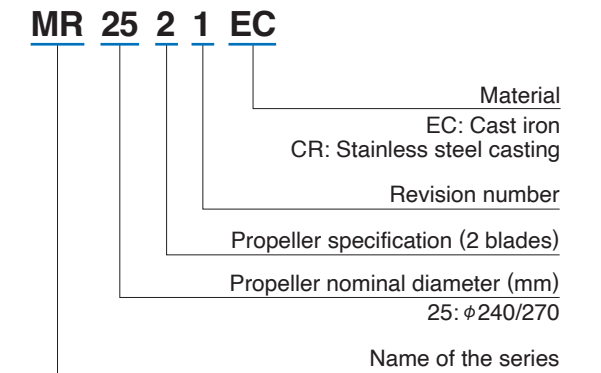 MR 25 2 1 EC
Material
EC: Cast iron
CR: Stainless steel casting
Revision number
Propeller specification (2 blades)
Propeller nominal diameter (mm)
25: φ240/270
Name of the series